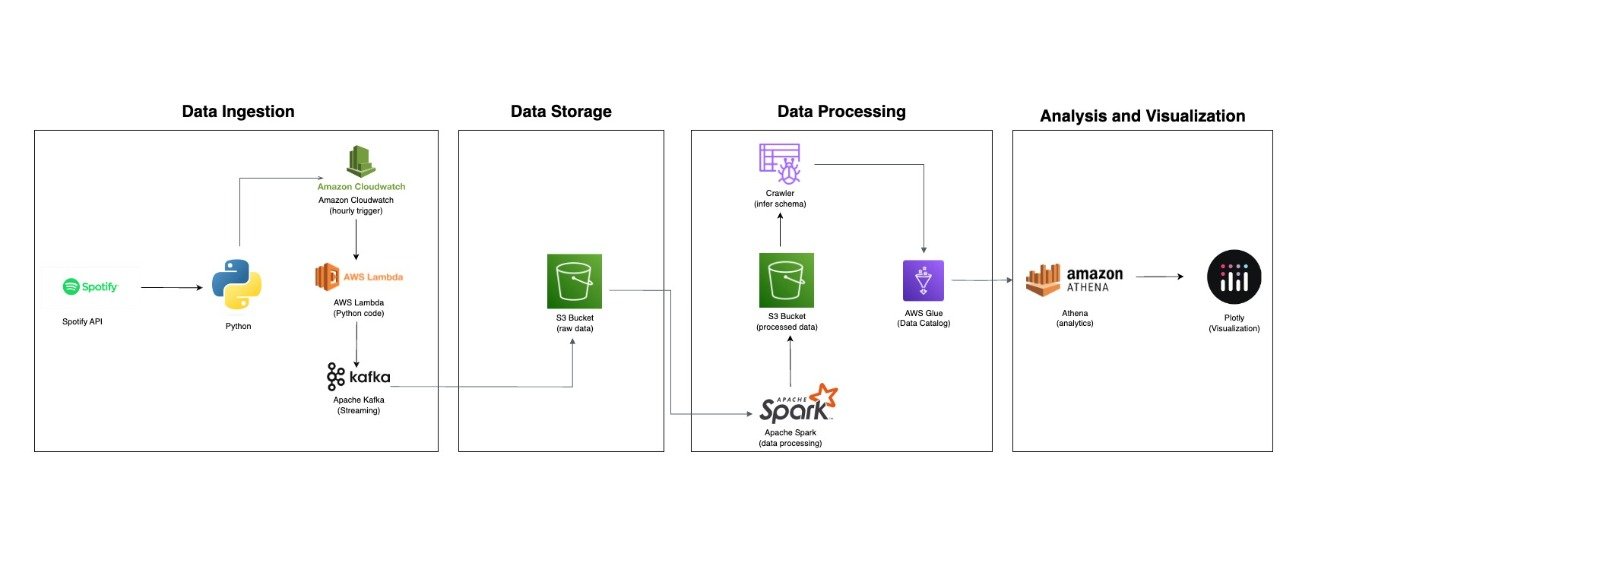 Data Ingestion
Data Storage
Data Processing
Analysis and Visualization
Spotify
Spotify API
Python
Amazon Cloudwatch
Amazon Cloudwatch
(hourly trigger)
AWS Lambda
AWS Lambda
(Python code)
kafka
Apache Kafka
(Streaming)
S3 Bucket
(raw data)
Crawler
(infer schema)
S3 Bucket
(processed data)
APACHE
Spark
Apache Spark
(data processing)
AWS Glue
(Data Catalog)
amazon
ATHENA
Athena
(analytics)
Plotly
(Visualization)